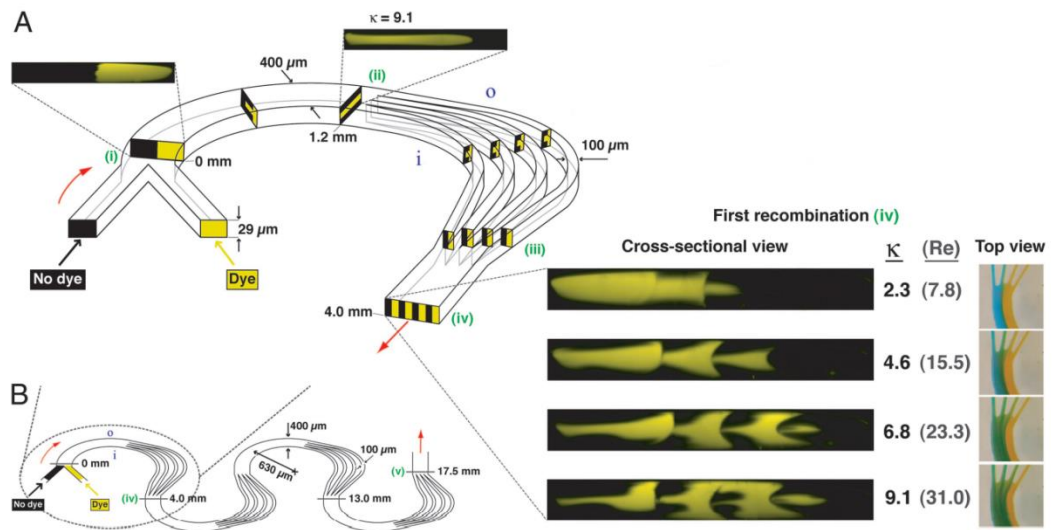 A
κ = 9.1
400 µm
(ii)
o
1.2 mm
i
100 µm
(i)
0 mm
29 µm
No dye
Dye
(iii)
4.0 mm
(iv)
First recombination (iv)
Cross-sectional view
κ
(Re)
Top view
2.3 (7.8)
4.6 (15.5)
6.8 (23.3)
9.1 (31.0)
B
o
i
0 mm
No dye
Dye
(iv)
4.0 mm
400 µm
630 µm
100 µm
13.0 mm
(v)
17.5 mm